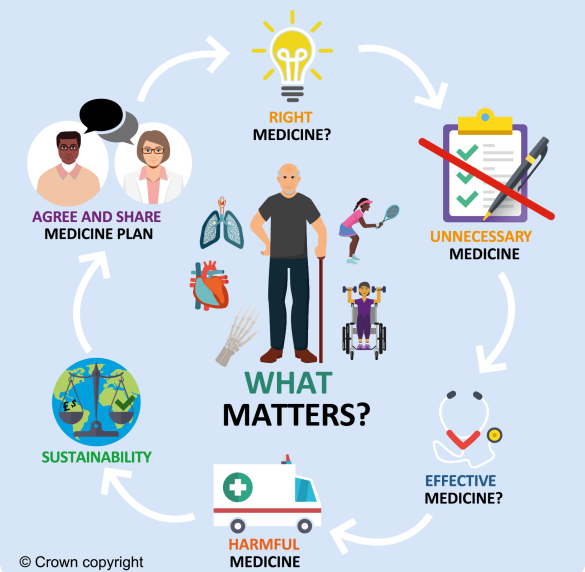 RIGHT
MEDICINE?
UNNECESSARY
MEDICINE
EFFECTIVE
MEDICINE?
HARMFUL
MEDICINE
SUSTAINABILITY
£s
AGREE AND SHARE
MEDICINE PLAN
WHAT
MATTERS?
© Crown copyright